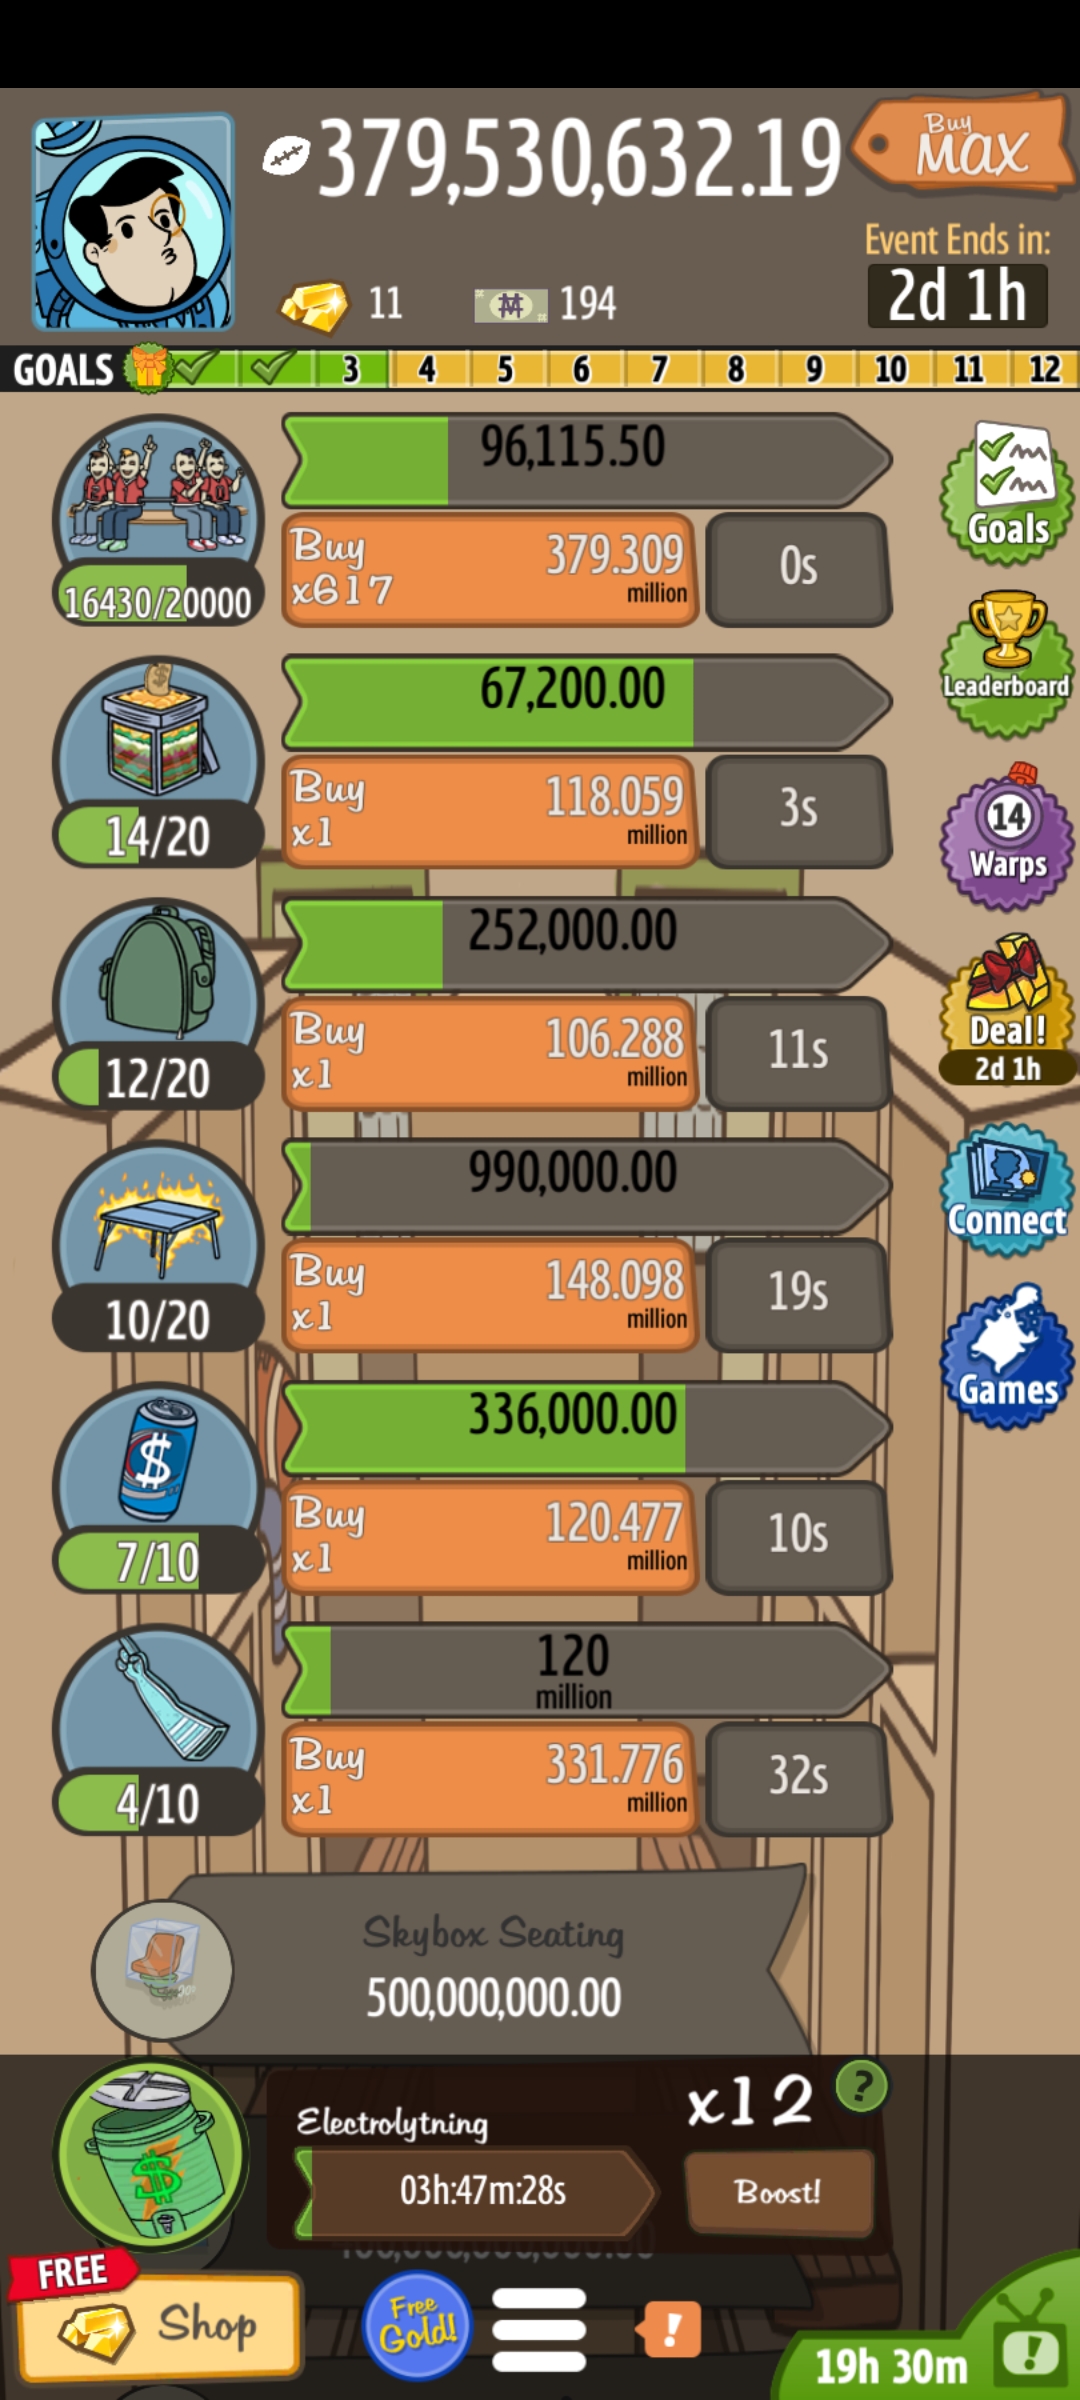 379,530,632.19
Buy
MAX
Event Ends in:
2d 1h
11
194
GOALS 3 4 5 6 7 8 9 10 11 12
96,115.50
Buy
x617
379.309
million
0s
16430/20000
Goals
67,200.00
Buy
x1
118.059
million
3s
14/20
Leaderboard
252,000.00
Buy
x1
106.288
million
11s
12/20
14
Warps
990,000.00
Buy
x1
148.098
million
19s
10/20
Deal!
2d 1h
336,000.00
Buy
x1
120.477
million
10s
7/10
Connect
120
million
Buy
x1
331.776
million
32s
4/10
Games
Skybox Seating
500,000,000.00
Electrolytning
x12
?
03h:47m:28s
Boost!
FREE
Shop
Free
Gold!
!
19h 30m
!